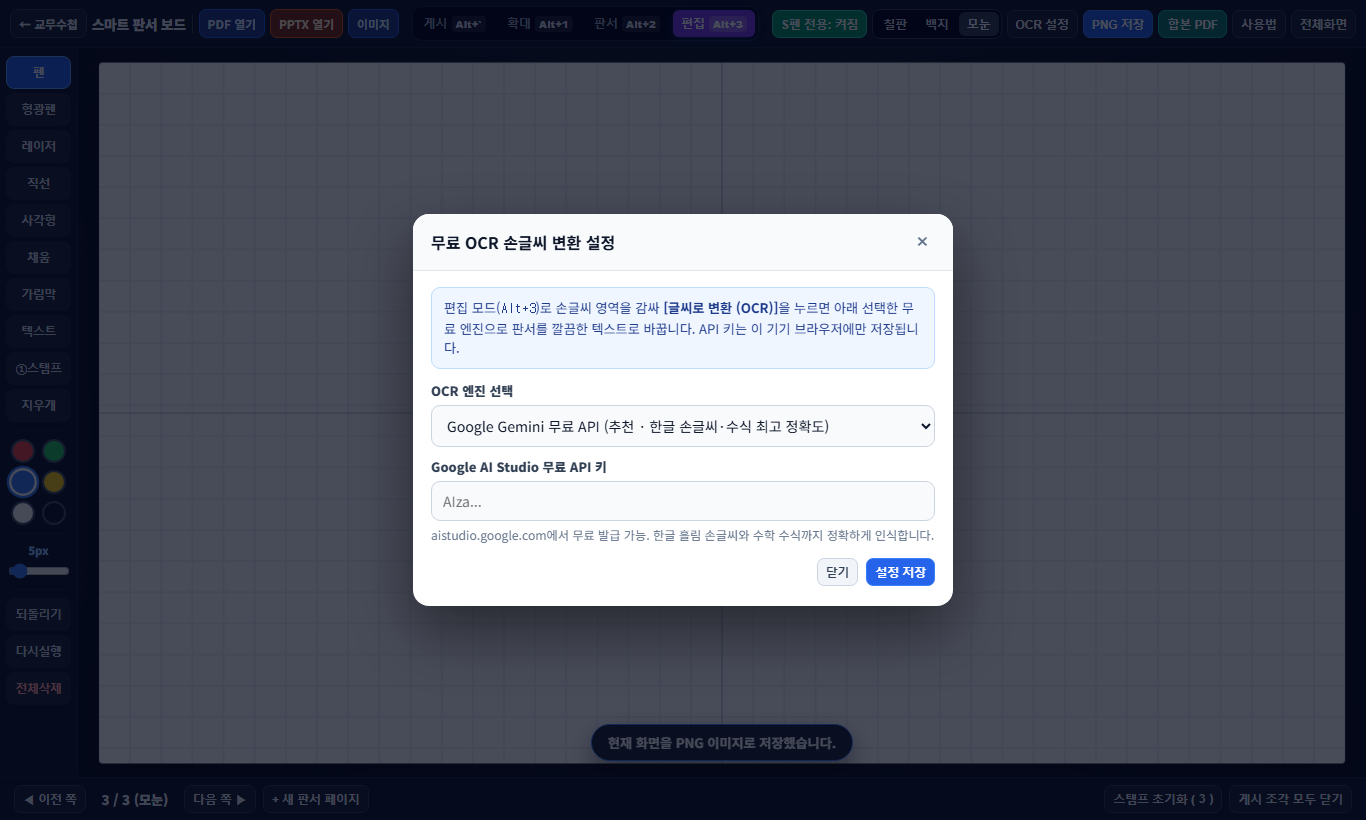 ← 교무수첩 스마트 판서 보드 PDF 열기 PPTX 열기 이미지 게시 Alt+` 확대 Alt+1 판서 Alt+2 편집 Alt+3 S펜 전용: 켜짐 칠판 백지 모눈 OCR 설정 PNG 저장 합본 PDF 사용법 전체화면
펜
형광펜
레이저
직선
사각형
채움
가림막
텍스트
①스탬프
지우개
5px
되돌리기
다시실행
전체삭제
무료 OCR 손글씨 변환 설정 ✕
편집 모드(Alt+3)로 손글씨 영역을 감싸 [글씨로 변환 (OCR)]을 누르면 아래 선택한 무
료 엔진으로 판서를 깔끔한 텍스트로 바꿉니다. API 키는 이 기기 브라우저에만 저장됩니
다.
OCR 엔진 선택
Google Gemini 무료 API (추천 · 한글 손글씨·수식 최고 정확도)
Google AI Studio 무료 API 키
AIza...
aistudio.google.com에서 무료 발급 가능. 한글 흘림 손글씨와 수학 수식까지 정확하게 인식합니다.
닫기 설정 저장
현재 화면을 PNG 이미지로 저장했습니다.
◀ 이전 쪽 3 / 3 (모눈) 다음 쪽 ▶ + 새 판서 페이지 스탬프 초기화 ( 3 ) 게시 조각 모두 닫기